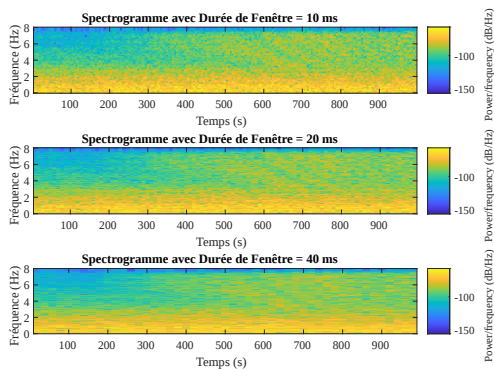 Spectrogramme avec Durée de Fenêtre = 10 ms
Fréquence (Hz)
8
6
4
2
0
100 200 300 400 500 600 700 800 900
Temps (s)
-100
-150
Power/frequency (dB/Hz)
Spectrogramme avec Durée de Fenêtre = 20 ms
Fréquence (Hz)
8
6
4
2
0
100 200 300 400 500 600 700 800 900
Temps (s)
-100
-150
Power/frequency (dB/Hz)
Spectrogramme avec Durée de Fenêtre = 40 ms
Fréquence (Hz)
8
6
4
2
0
100 200 300 400 500 600 700 800 900
Temps (s)
-100
-150
Power/frequency (dB/Hz)